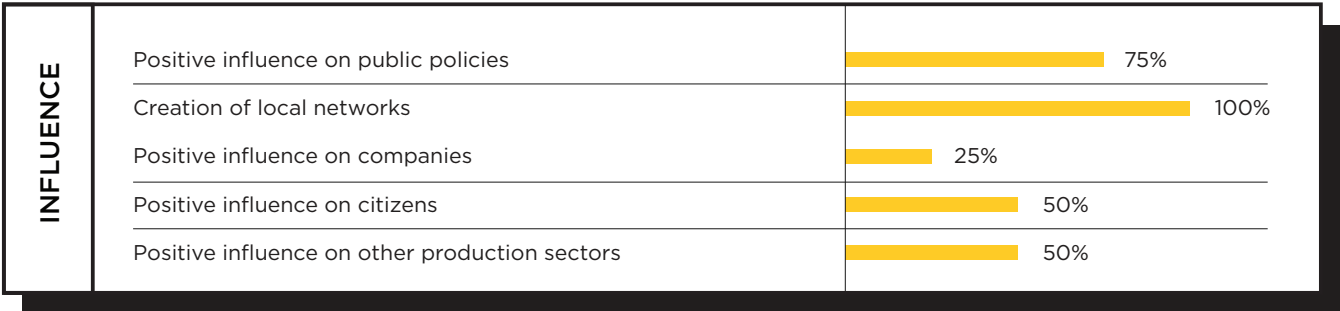 INFLUENCE
Positive influence on public policies 75%
Creation of local networks 100%
Positive influence on companies 25%
Positive influence on citizens 50%
Positive influence on other production sectors 50%